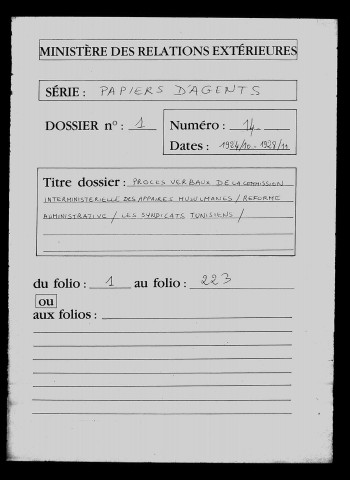 MINISTÈRE DES RELATIONS EXTÉRIEURES
SÉRIE : PAPIERS D'AGENTS
DOSSIER n° : 1
Numéro : 14
Dates : 1924/10-1928/11
Titre dossier : PROCES VERBAUX DE LA COMMISSION
INTERMINISTERIELLE DES AFFAIRES MUSULMANES / REFORME
ADMINISTRATIVE / LES SYNDICATS TUNISIENS /
du folio : 1 au folio : 223
ou
aux folios :